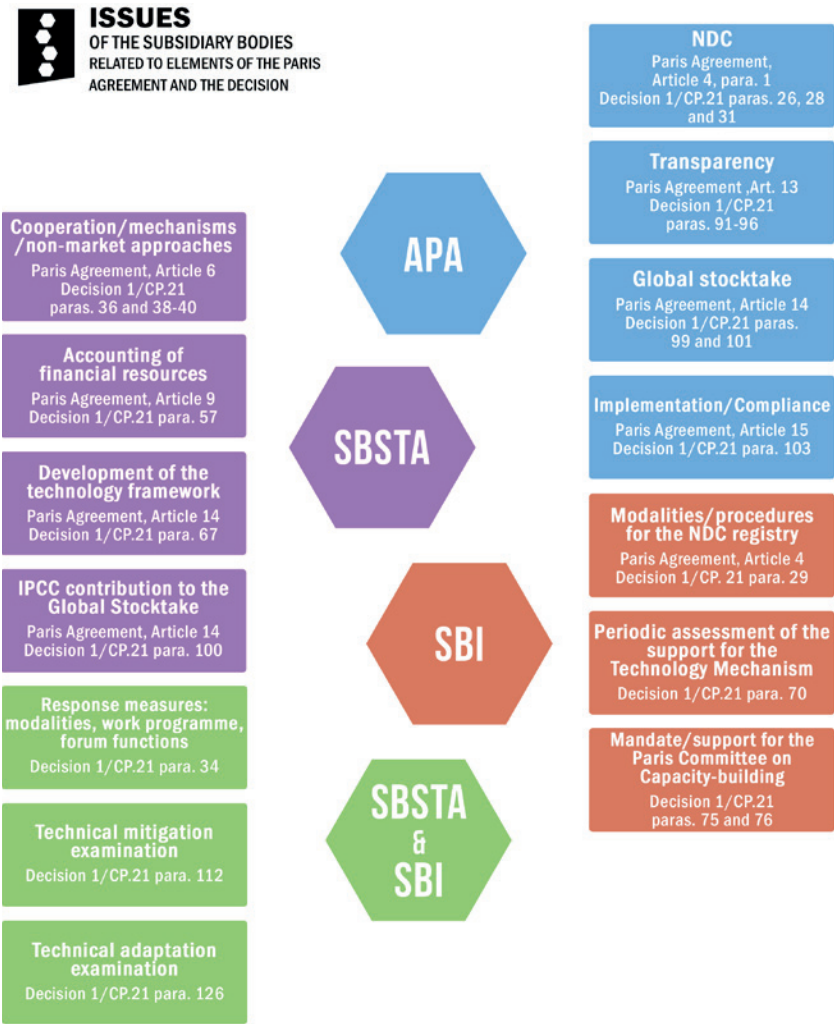 ISSUES
OF THE SUBSIDIARY BODIES
RELATED TO ELEMENTS OF THE PARIS
AGREEMENT AND THE DECISION
Cooperation/mechanisms
/non-market approaches
Paris Agreement, Article 6
Decision 1/CP.21
paras. 36 and 38-40
Accounting of
financial resources
Paris Agreement, Article 9
Decision 1/CP.21 para. 57
Development of the
technology framework
Paris Agreement, Article 14
Decision 1/CP.21 para. 67
IPCC contribution to the
Global Stocktake
Paris Agreement, Article 14
Decision 1/CP.21 para. 100
Response measures:
modalities, work programme,
forum functions
Decision 1/CP.21 para. 34
Technical mitigation
examination
Decision 1/CP.21 para. 112
Technical adaptation
examination
Decision 1/CP.21 para. 126
APA
SBSTA
SBI
SBSTA
&
SBI
NDC
Paris Agreement,
Article 4, para. 1
Decision 1/CP.21 paras. 26, 28
and 31
Transparency
Paris Agreement ,Art. 13
Decision 1/CP.21
paras. 91-96
Global stocktake
Paris Agreement, Article 14
Decision 1/CP.21 paras.
99 and 101
Implementation/Compliance
Paris Agreement, Article 15
Decision 1/CP.21 para. 103
Modalities/procedures
for the NDC registry
Paris Agreement, Article 4
Decision 1/CP. 21 para. 29
Periodic assessment of the
support for the
Technology Mechanism
Decision 1/CP.21 para. 70
Mandate/support for the
Paris Committee on
Capacity-building
Decision 1/CP.21
paras. 75 and 76